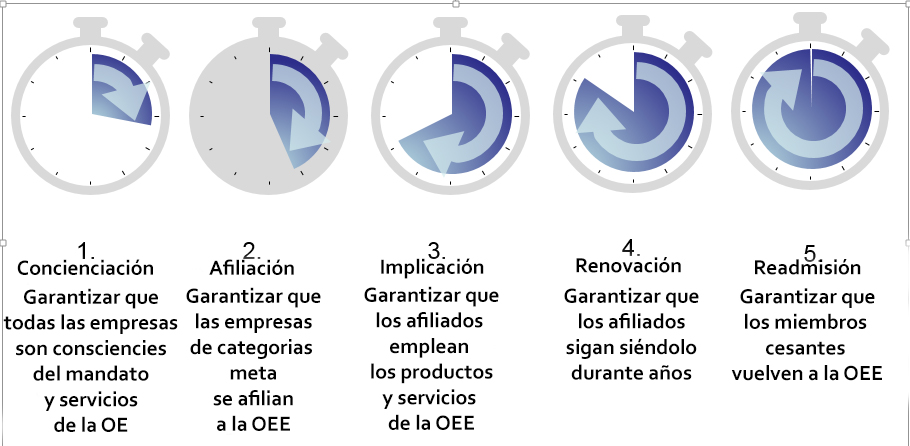 1.
Concienciación
Garantizar que
todas las empresas
son consciencies
del mandato
y servicios
de la OE
2.
Afiliación
Garantizar que
las empresas
de categorias
meta
se afilian
a la OEE
3.
Implicación
Garantizar que
los afiliados
emplean
los productos
y servicios
de la OEE
4.
Renovación
Garantizar que
los afiliados
sigan siéndolo
durante años
5.
Readmisión
Garantizar que
los miembros
cesantes
vuelven a la OEE